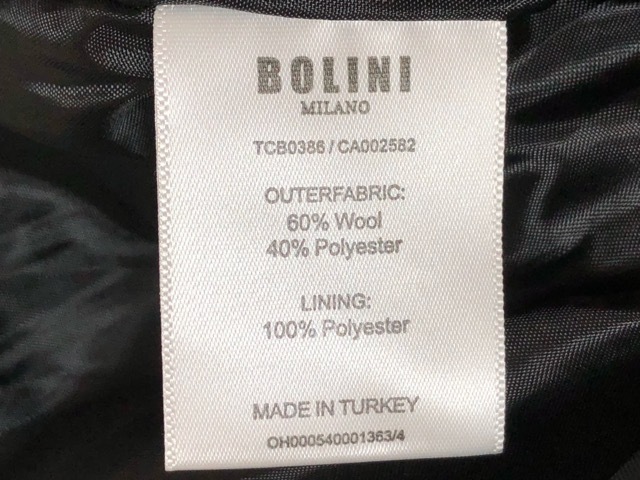 BOLINI
MILANO
TCB0386 / CA002582
OUTERFABRIC:
60% Wool
40% Polyester
LINING:
100% Polyester
MADE IN TURKEY
OH000540001363/4